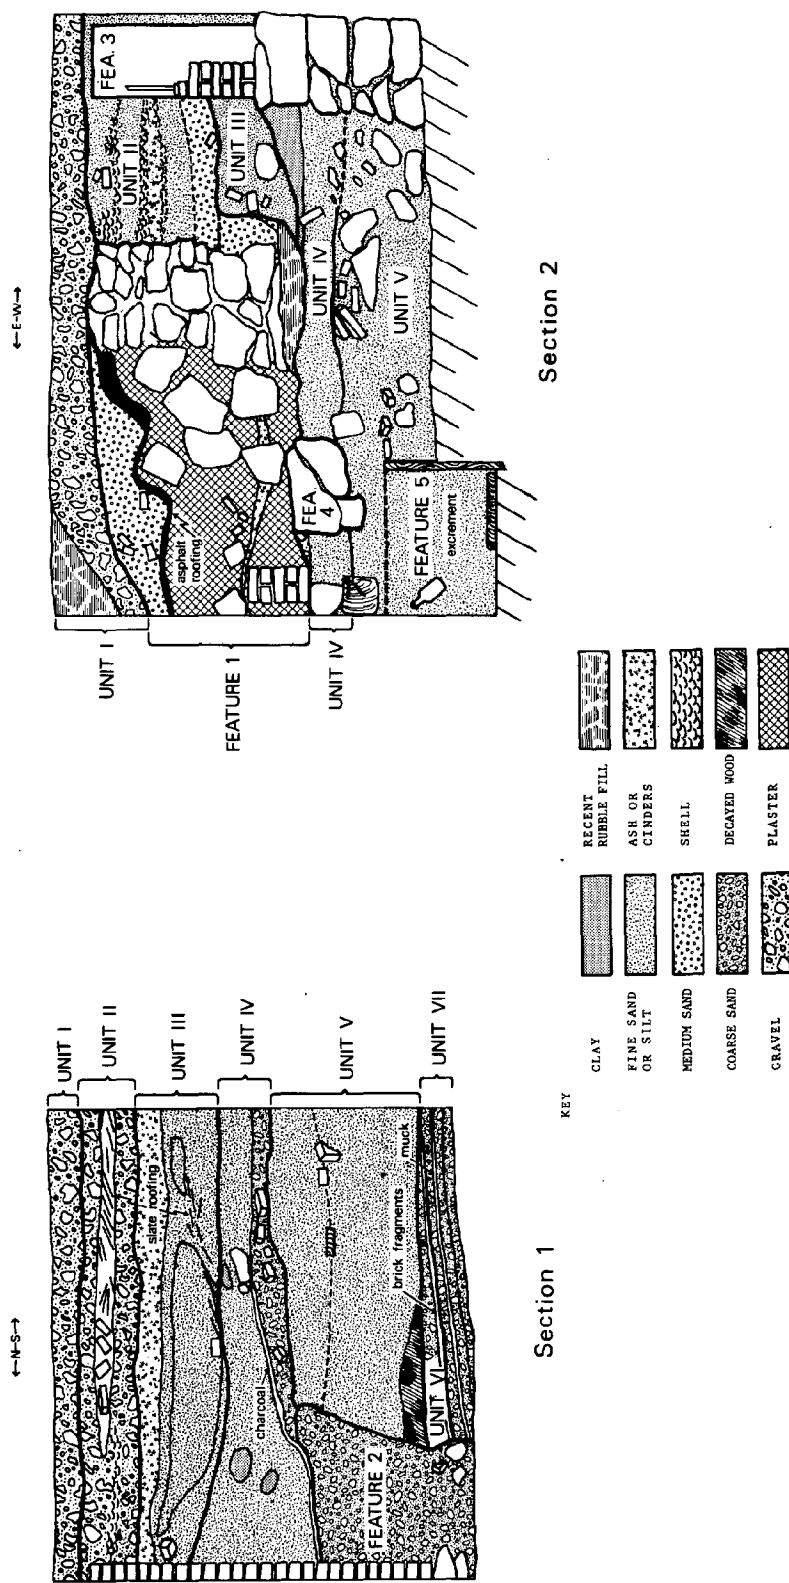 ←N-S→
UNIT I
UNIT II
UNIT III
UNIT IV
UNIT V
UNIT VII
slate roofing
charcoal
FEATURE 2
brick fragments
muck
UNIT VI
Section 1
←E-W→
UNIT I
FEATURE 1
UNIT IV
asphalt
roofing
UNIT II
UNIT III
FEA. 3
UNIT IV
UNIT V
FEA.
4
FEATURE 5
excrement
Section 2
KEY
CLAY
FINE SAND
OR SILT
MEDIUM SAND
COARSE SAND
GRAVEL
RECENT
RUBBLE FILL
ASH OR
CINDERS
SHELL
DECAYED WOOD
PLASTER